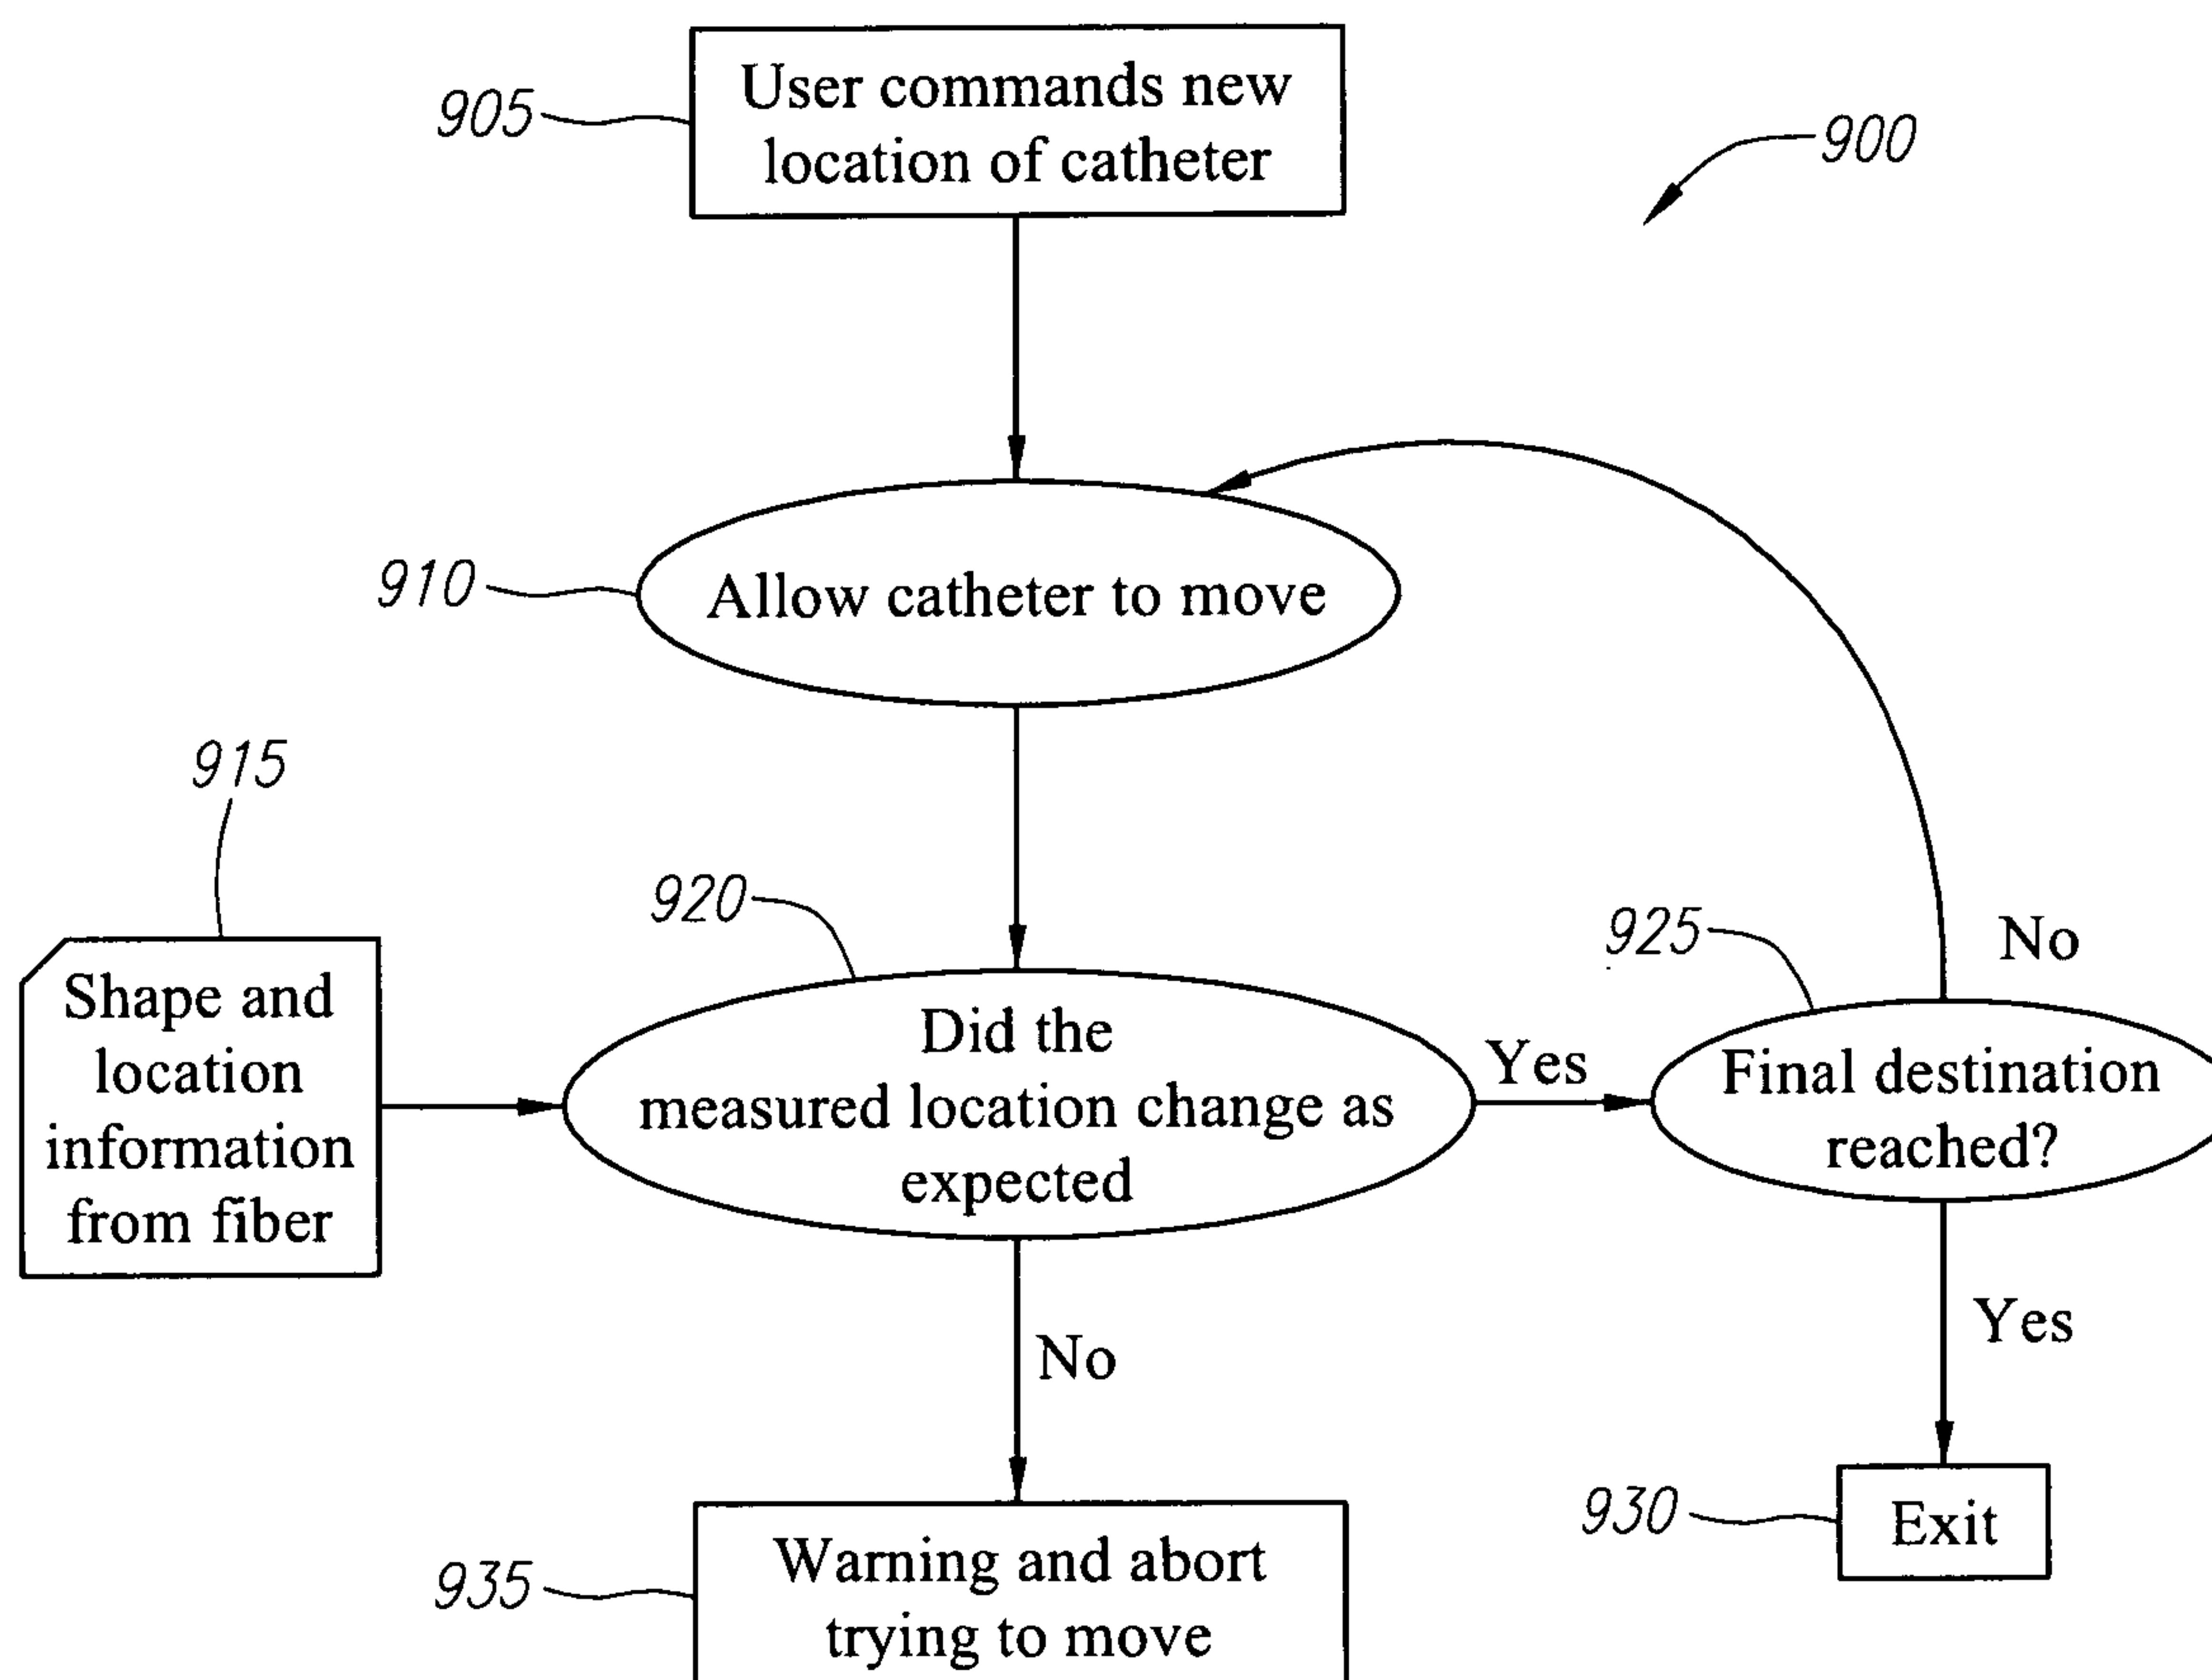 User commands new
location of catheter
905
900
Allow catheter to move
910
915
Shape and
location
information
from fiber
920
Did the
measured location change as
expected
Yes
925
No
Final destination
reached?
Yes
No
930
Exit
935
Warning and abort
trying to move